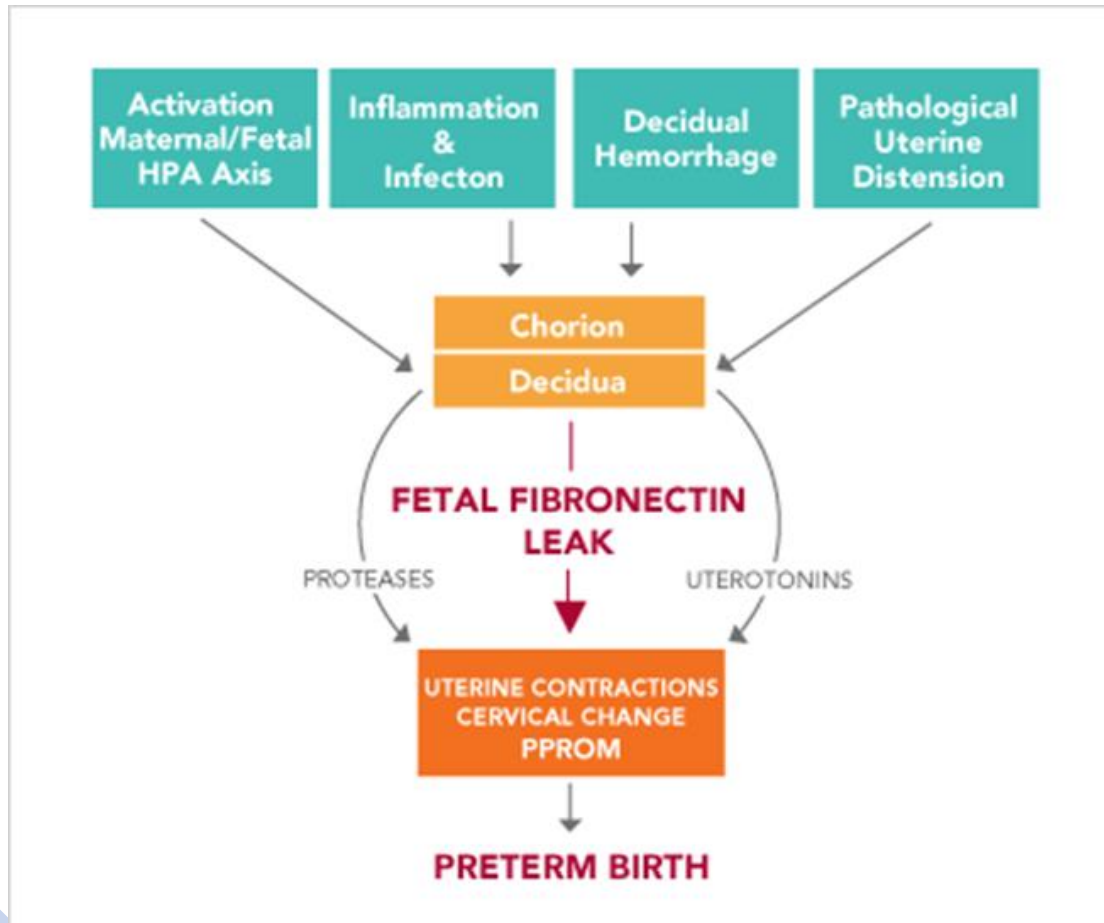 Activation
Maternal/Fetal
HPA Axis
Inflammation
&
Infecton
Decidual
Hemorrhage
Pathological
Uterine
Distension
Chorion
Decidua
FETAL FIBRONECTIN
LEAK
PROTEASES
UTEROTONINS
UTERINE CONTRACTIONS
CERVICAL CHANGE
PPROM
PRETERM BIRTH